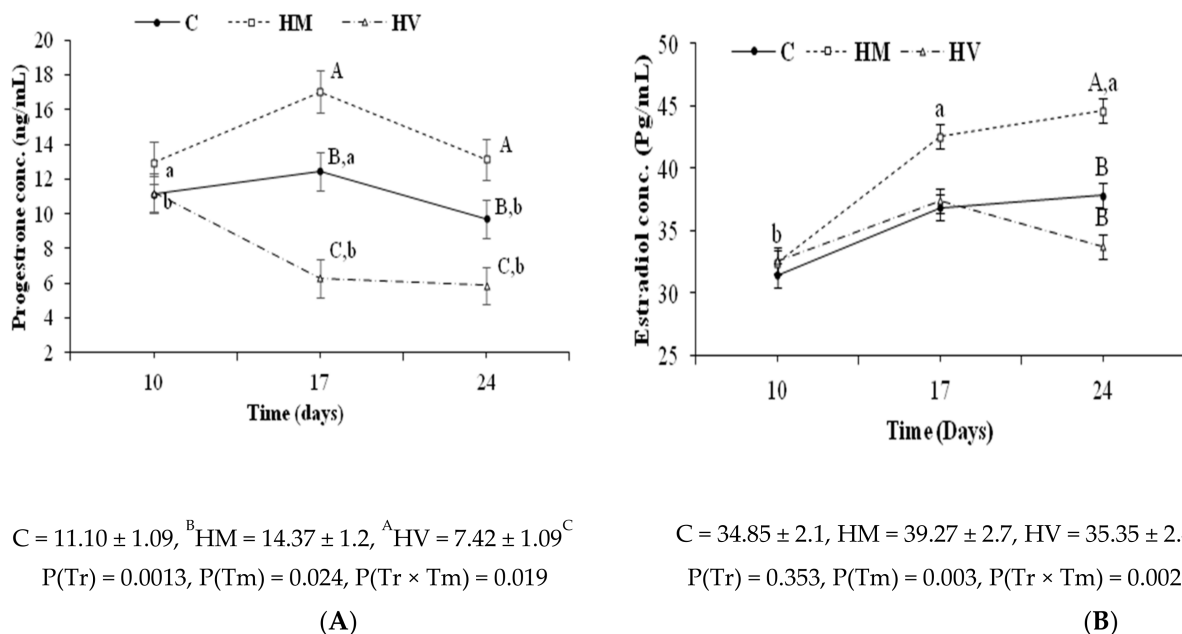 C HM HV
Progestrone conc. (ng/mL)
20
18
16
14
12
10
8
6
4
2
A
A
a
B,a
b
B,b
C,b
C,b
10 17 24
Time (days)
C = 11.10 ± 1.09, ᴮHM = 14.37 ± 1.2, ᴬHV = 7.42 ± 1.09ᶜ
P(Tr) = 0.0013, P(Tm) = 0.024, P(Tr × Tm) = 0.019
(A)
C HM HV
Estradiol conc. (Pg/mL)
50
45
40
35
30
25
A,a
a
B
B
b
10 17 24
Time (Days)
C = 34.85 ± 2.1, HM = 39.27 ± 2.7, HV = 35.35 ± 2.
P(Tr) = 0.353, P(Tm) = 0.003, P(Tr × Tm) = 0.002
(B)